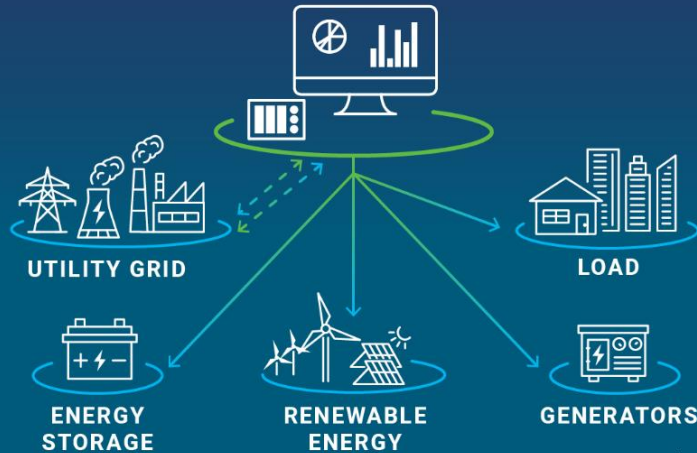 UTILITY GRID
LOAD
ENERGY
STORAGE
RENEWABLE
ENERGY
GENERATORS